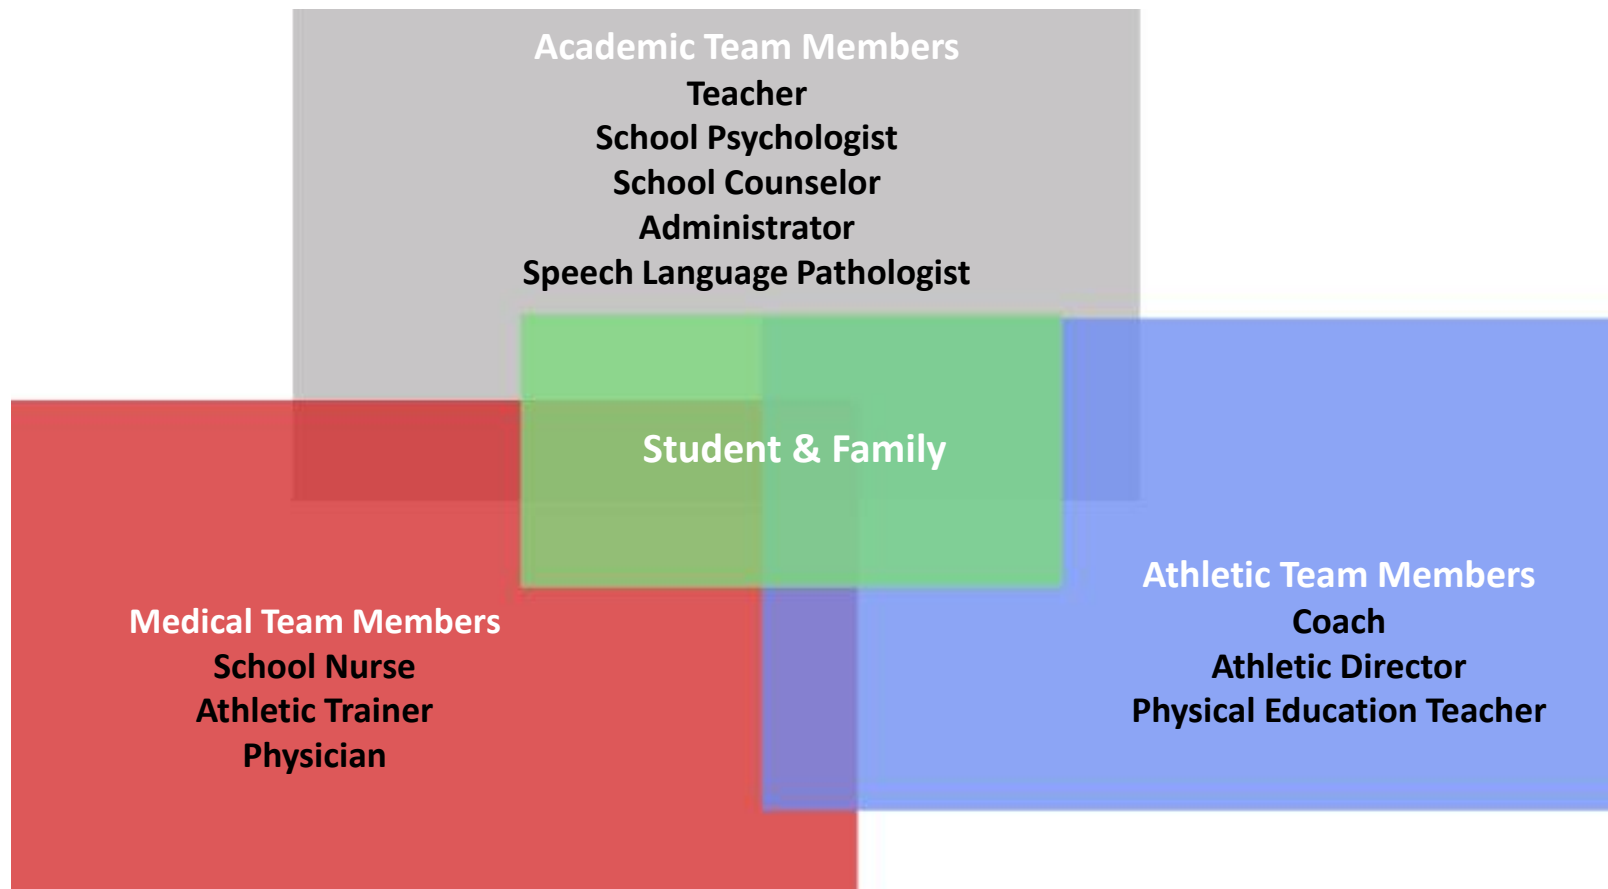 Academic Team Members
Teacher
School Psychologist
School Counselor
Administrator
Speech Language Pathologist
Student & Family
Medical Team Members
School Nurse
Athletic Trainer
Physician
Athletic Team Members
Coach
Athletic Director
Physical Education Teacher